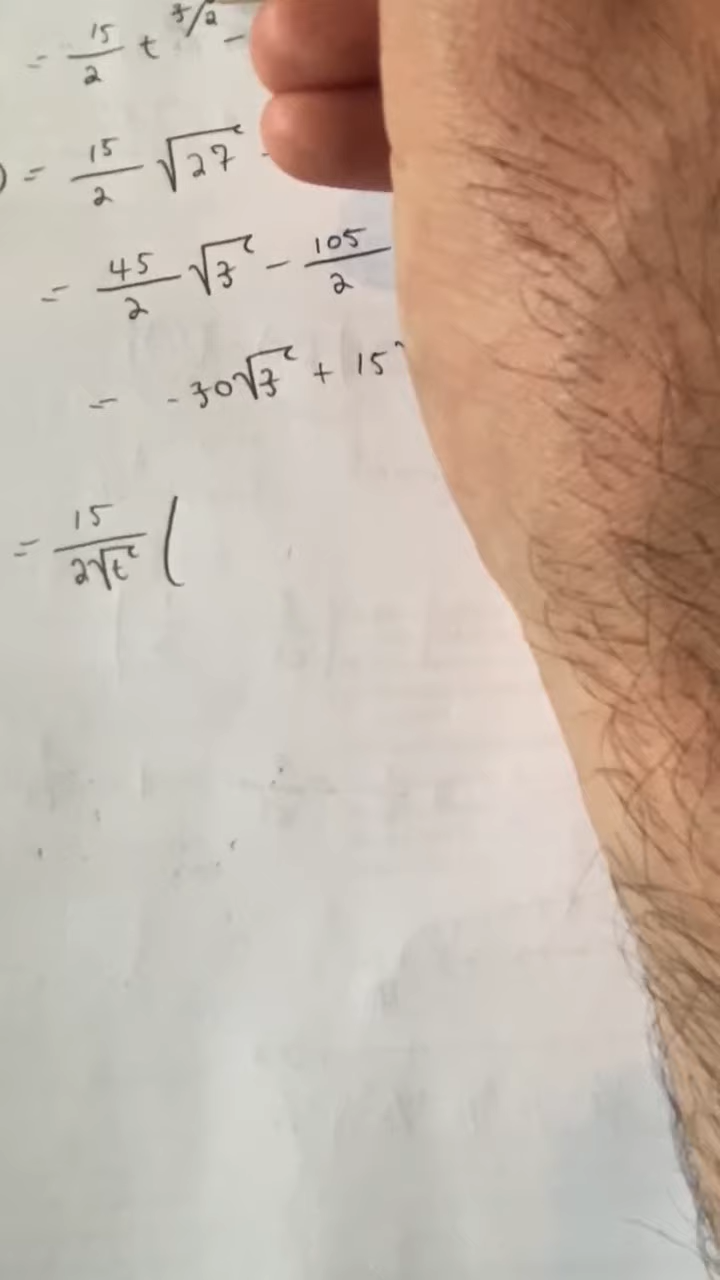 = 15/2 t^3/2 -
) = 15/2 √27 -
= 45/2 √3 - 105/2
= -30√3 + 15
= 15/2√t (